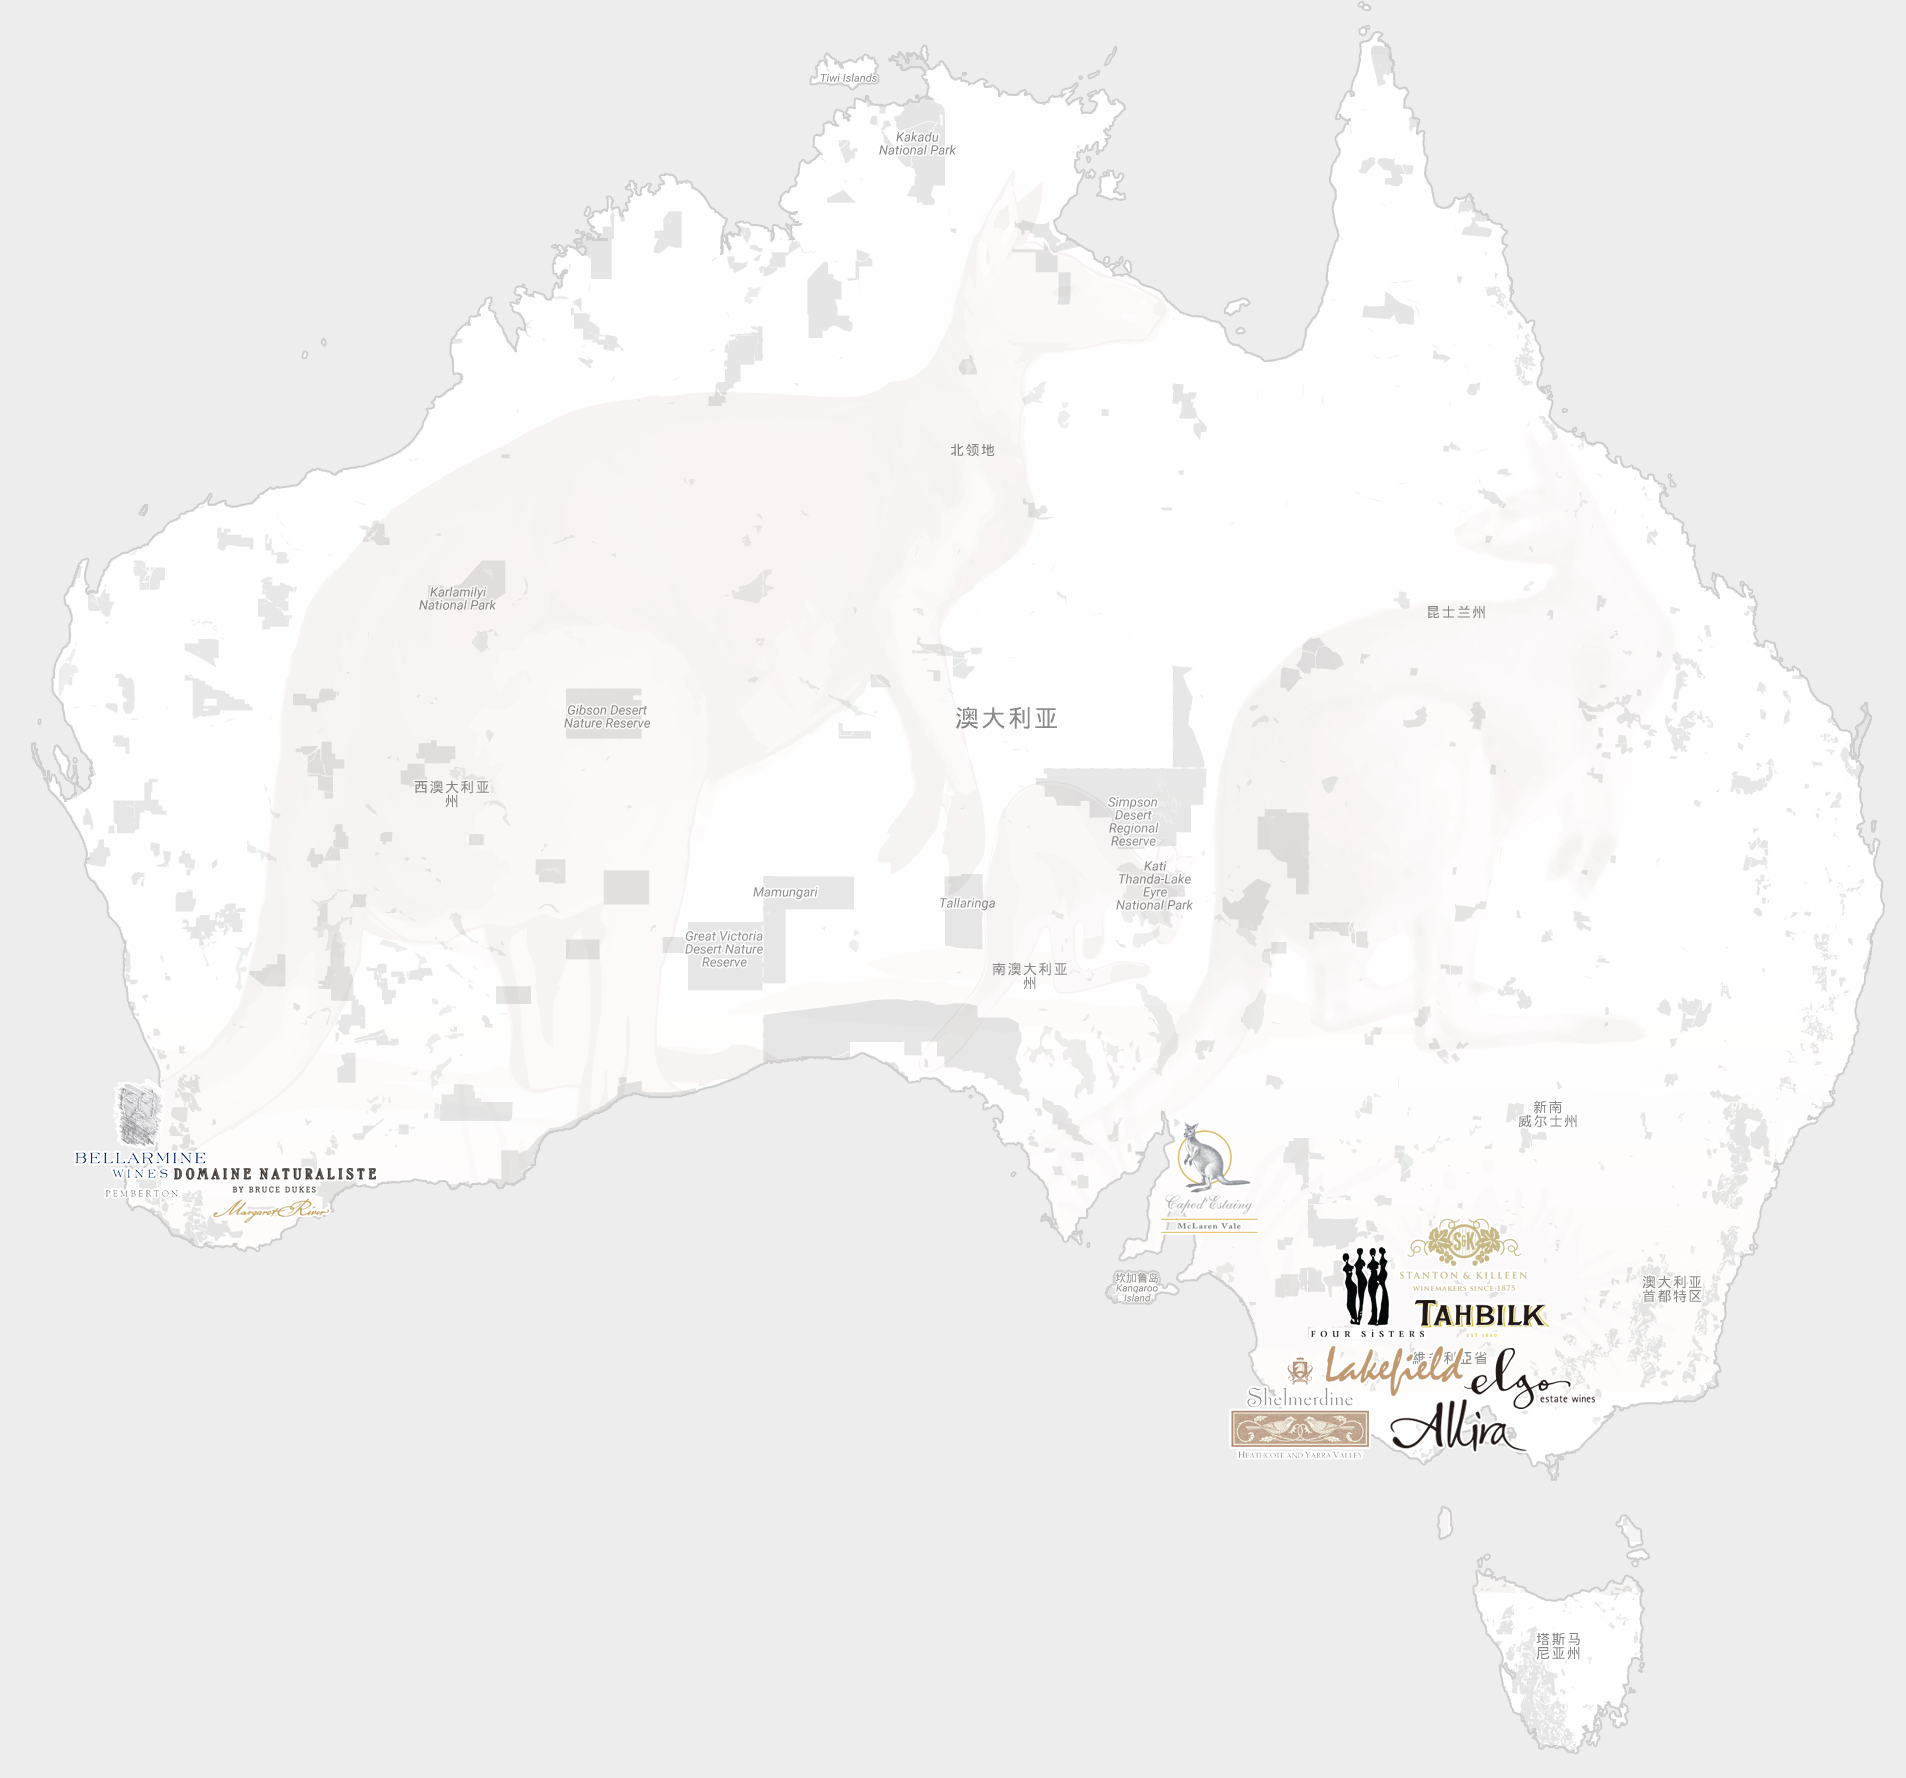 Tiwi Islands
Kakadu
National Park
北领地
Karlamilyi
National Park
昆士兰州
Gibson Desert
Nature Reserve
澳大利亚
西澳大利亚
州
Simpson
Desert
Regional
Reserve
Kati
Thanda-Lake
Eyre
National Park
Mamungari
Tallaringa
Great Victoria
Desert Nature
Reserve
南澳大利亚
州
新南
威尔士州
BELLARMINE
WINES
PEMBERTON
DOMAINE NATURALISTE
BY BRUCE DUKES
Margaret River
Caped'Estaing
McLaren Vale
坎加鲁岛
Kangaroo
Island
S&K
STANTON & KILLEEN
WINEMAKERS SINCE 1875
澳大利亚
首都特区
FOUR SiSTERS
TAHBILK
EST 1860
利亞省
Lakefield
elgo
estate wines
Shelmerdine
HEATHCOTE AND YARRA VALLEY
Allira
塔斯马
尼亚州